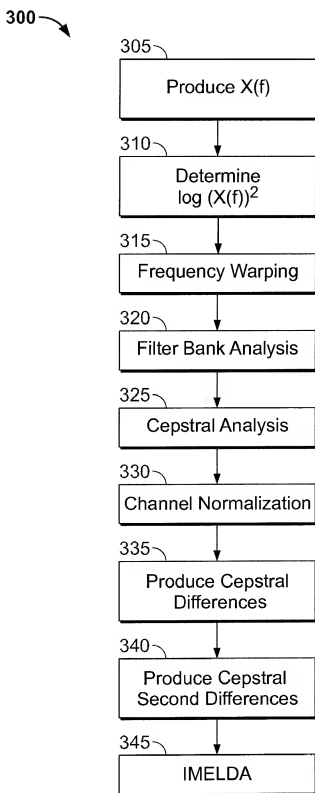 300
305
Produce X(f)
310
Determine
log (X(f))²
315
Frequency Warping
320
Filter Bank Analysis
325
Cepstral Analysis
330
Channel Normalization
335
Produce Cepstral
Differences
340
Produce Cepstral
Second Differences
345
IMELDA